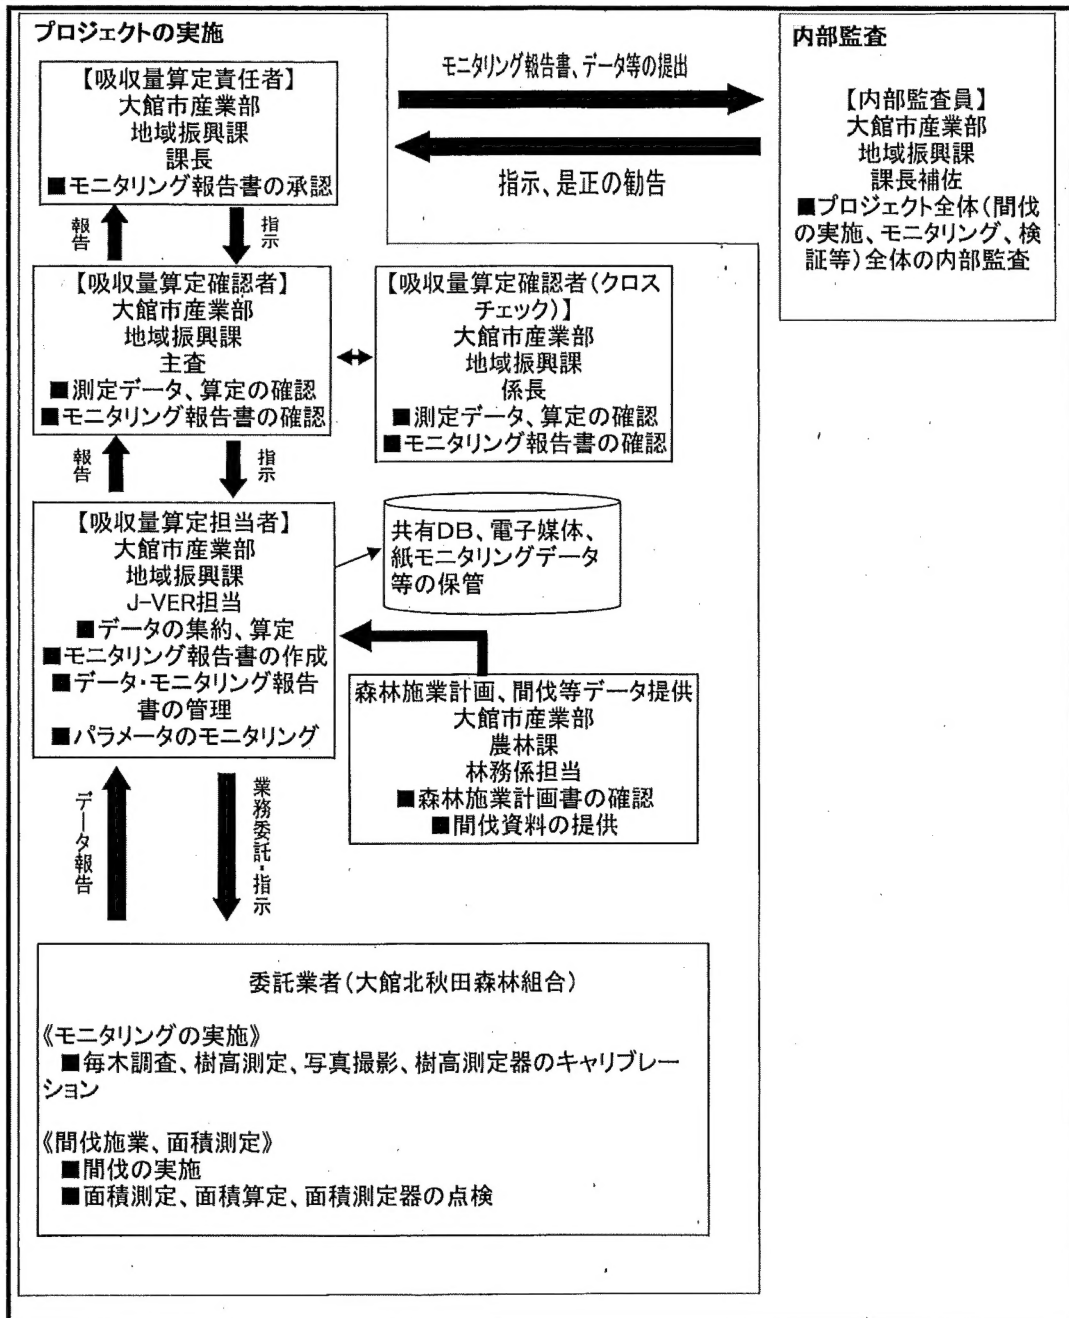 プロジェクトの実施
【吸収量算定責任者】
大館市産業部
地域振興課
課長
■モニタリング報告書の承認
モニタリング報告書、データ等の提出
指示、是正の勧告
内部監査
【内部監査員】
大館市産業部
地域振興課
課長補佐
■プロジェクト全体(間伐
の実施、モニタリング、検
証等)全体の内部監査
報告
指示
【吸収量算定確認者】
大館市産業部
地域振興課
主査
■測定データ、算定の確認
■モニタリング報告書の確認
【吸収量算定確認者(クロス
チェック)】
大館市産業部
地域振興課
係長
■測定データ、算定の確認
■モニタリング報告書の確認
報告
指示
【吸収量算定担当者】
大館市産業部
地域振興課
J-VER担当
■データの集約、算定
■モニタリング報告書の作成
■データ・モニタリング報告
書の管理
■パラメータのモニタリング
共有DB、電子媒体、
紙モニタリングデータ
等の保管
森林施業計画、間伐等データ提供
大館市産業部
農林課
林務係担当
■森林施業計画書の確認
■間伐資料の提供
データ報告
業務委託・指示
委託業者(大館北秋田森林組合)
《モニタリングの実施》
■毎木調査、樹高測定、写真撮影、樹高測定器のキャリブレー
ション
《間伐施業、面積測定》
■間伐の実施
■面積測定、面積算定、面積測定器の点検